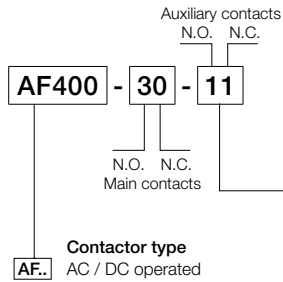 Auxiliary contacts
N.O. N.C.
AF400 - 30 - 11
N.O. N.C.
Main contacts
Contactor type
AF.. AC / DC operated